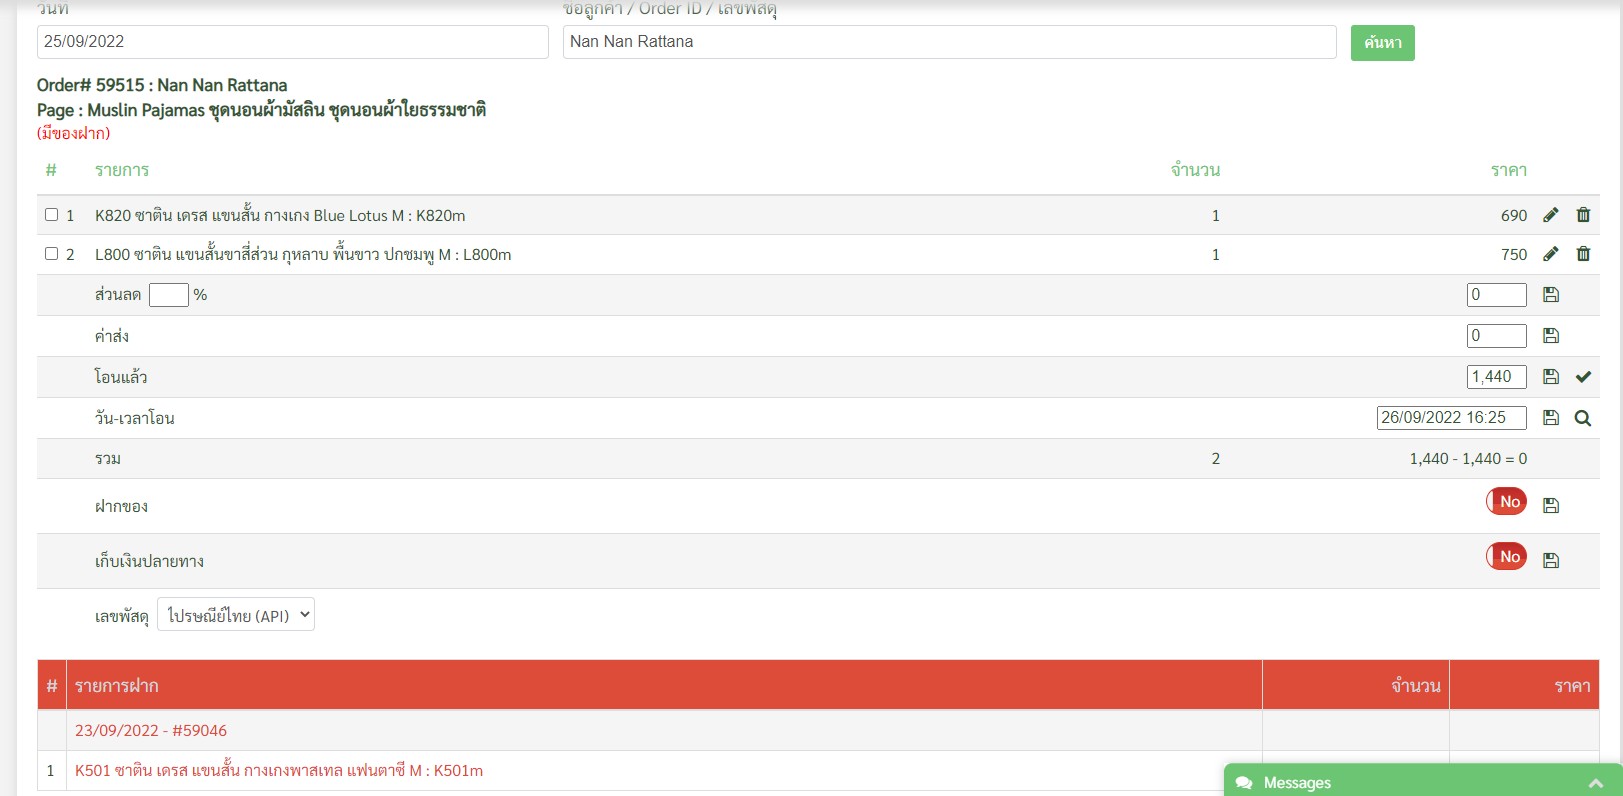 วันที่ ชื่อลูกค้า / Order ID / เลขพัสดุ
25/09/2022 Nan Nan Rattana ค้นหา
Order# 59515 : Nan Nan Rattana
Page : Muslin Pajamas ชุดนอนผ้ามัสลิน ชุดนอนผ้าใยธรรมชาติ
(มีของฝาก)
# รายการ จำนวน ราคา
1 K820 ซาติน เดรส แขนสั้น กางเกง Blue Lotus M : K820m 1 690
2 L800 ซาติน แขนสั้นขาสี่ส่วน กุหลาบ พื้นขาว ปกชมพู M : L800m 1 750
ส่วนลด % 0
ค่าส่ง 0
โอนแล้ว 1,440
วัน-เวลาโอน 26/09/2022 16:25
รวม 2 1,440 - 1,440 = 0
ฝากของ No
เก็บเงินปลายทาง No
เลขพัสดุ ไปรษณีย์ไทย (API)
# รายการฝาก จำนวน ราคา
23/09/2022 - #59046
1 K501 ซาติน เดรส แขนสั้น กางเกงพาสเทล แฟนตาซี M : K501m
Messages